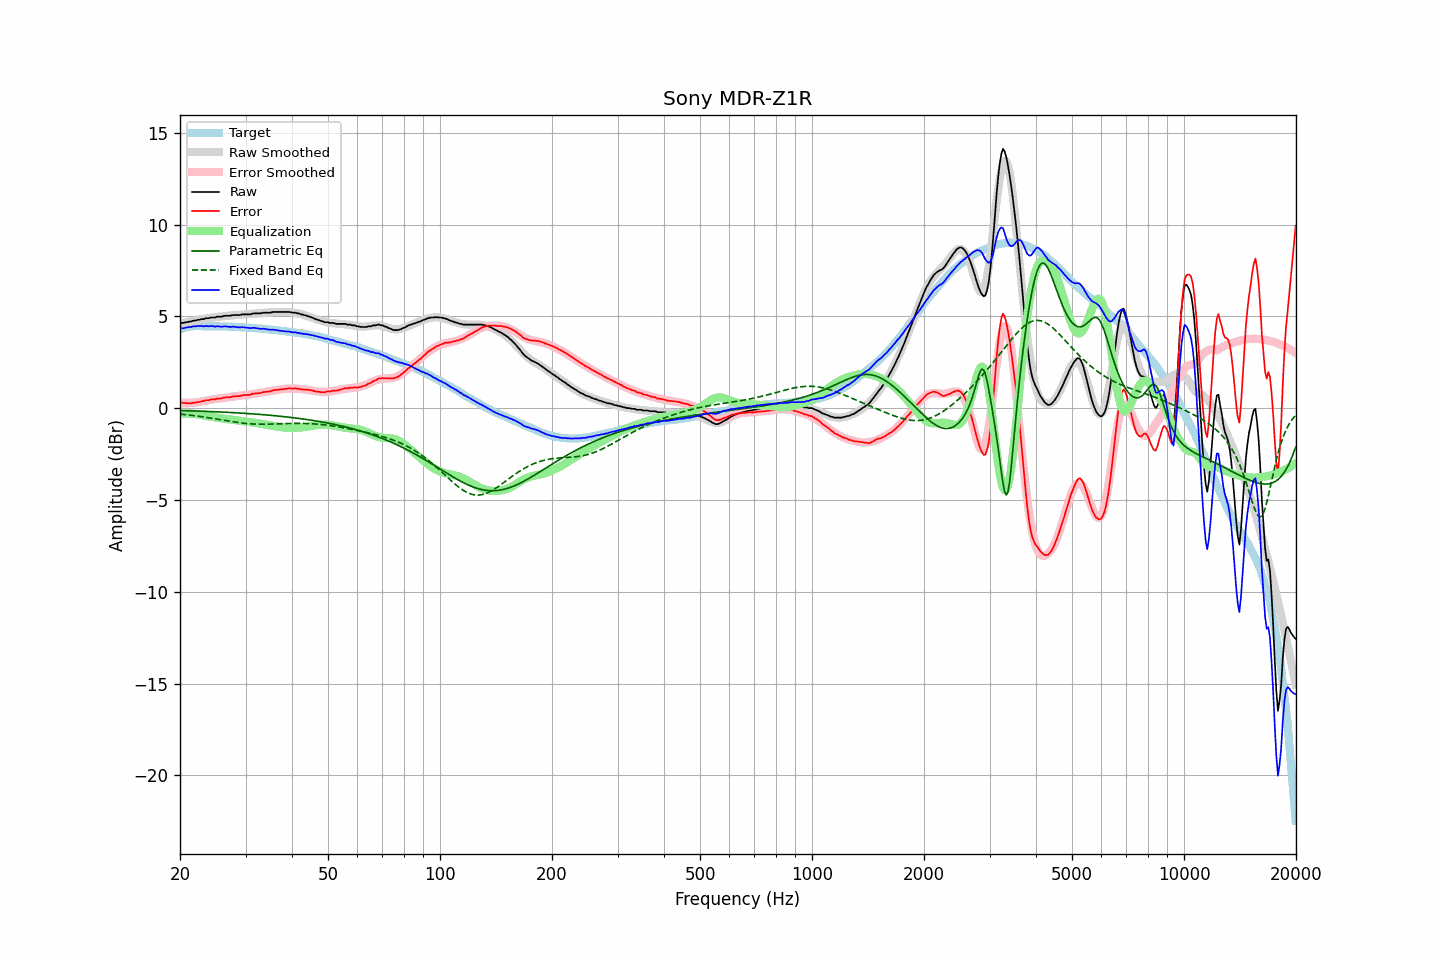 Sony MDR-Z1R
Target
Raw Smoothed
Error Smoothed
Raw
Error
Equalization
Parametric Eq
Fixed Band Eq
Equalized
15
10
5
0
−5
−10
−15
−20
Amplitude (dBr)
20 50 100 200 500 1000 2000 5000 10000 20000
Frequency (Hz)